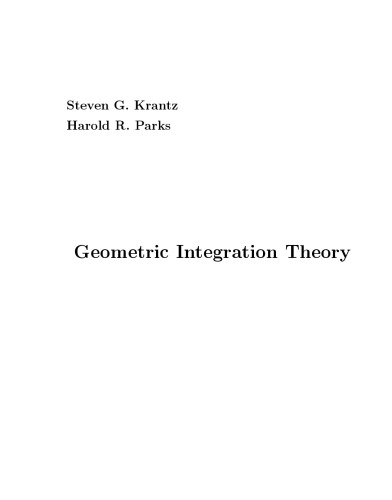 Steven G. Krantz
Harold R. Parks
Geometric Integration Theory